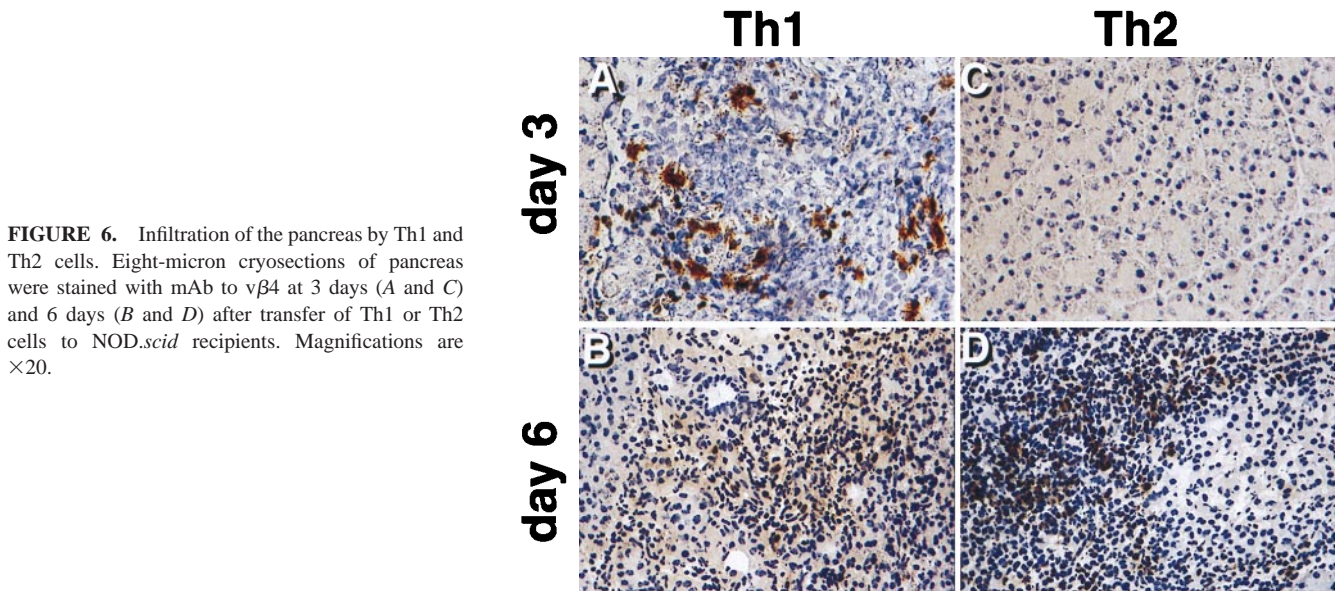 Th1 Th2
day 3
A
C
FIGURE 6. Infiltration of the pancreas by Th1 and
Th2 cells. Eight-micron cryosections of pancreas
were stained with mAb to vβ4 at 3 days (A and C)
and 6 days (B and D) after transfer of Th1 or Th2
cells to NOD.scid recipients. Magnifications are
×20.
day 6
B
D